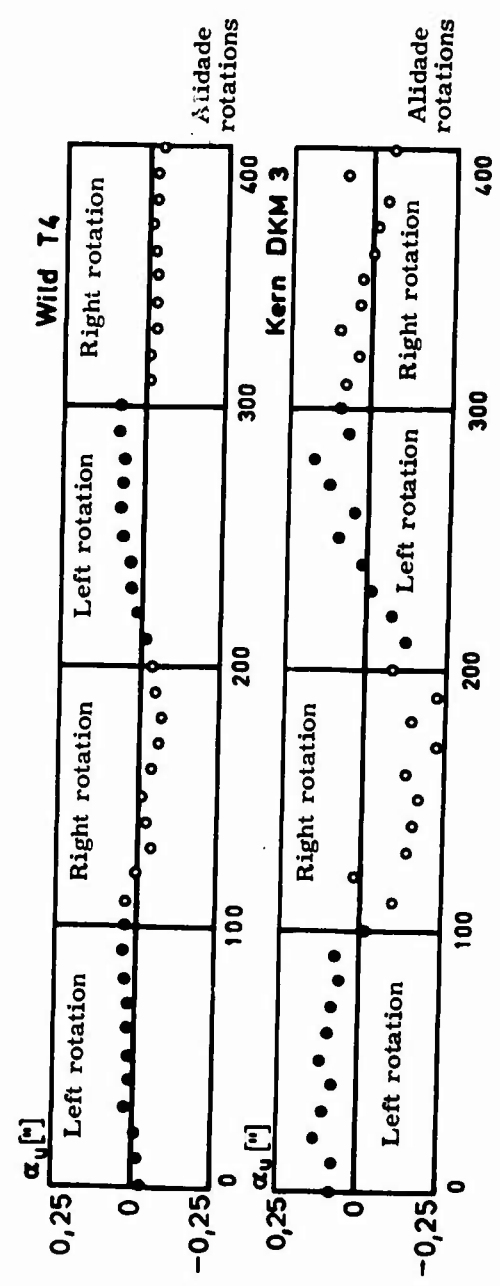 Wild T4
αu["]
0,25
0
-0,25
Left rotation
Right rotation
Left rotation
Right rotation
0
100
200
300
400
Alidade
rotations
Kern DKM 3
αu["]
0,25
0
-0,25
Left rotation
Right rotation
Left rotation
Right rotation
0
100
200
300
400
Alidade
rotations